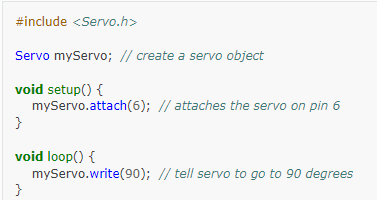 #include <Servo.h>
Servo myServo;  // create a servo object
void setup() {
   myServo.attach(6);  // attaches the servo on pin 6
}
void loop() {
   myServo.write(90);  // tell servo to go to 90 degrees
}